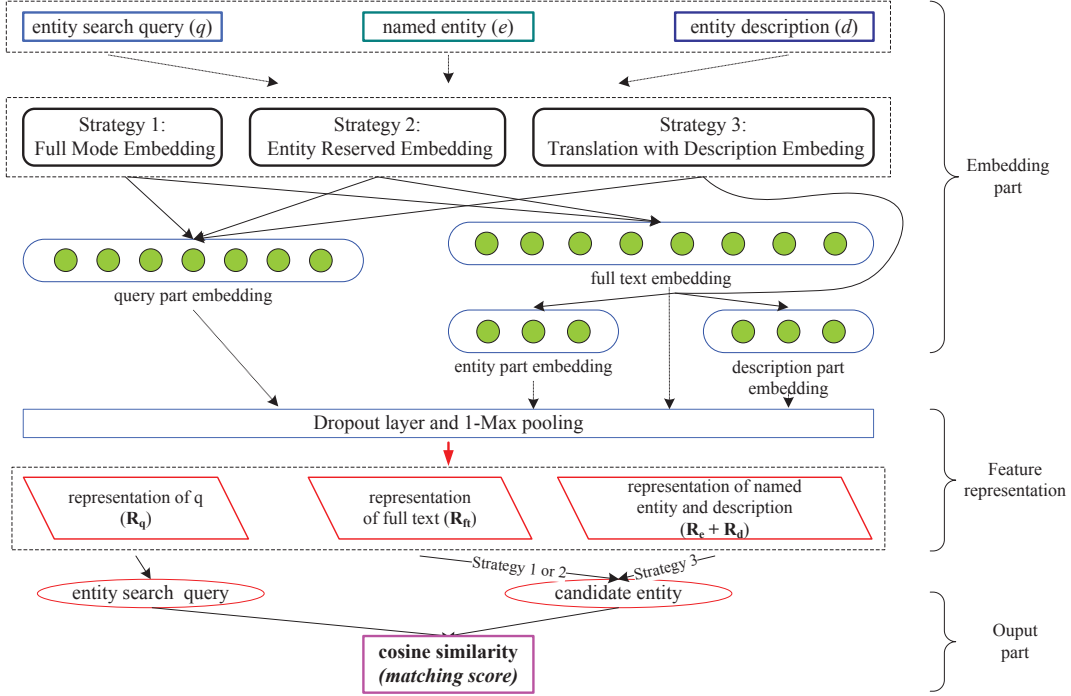 entity search query (q)
named entity (e)
entity description (d)
Strategy 1:
Full Mode Embedding
Strategy 2:
Entity Reserved Embedding
Strategy 3:
Translation with Description Embeding
Embedding
part
query part embedding
full text embedding
entity part embedding
description part
embedding
Dropout layer and 1-Max pooling
representation of q
(Rq)
representation
of full text (Rft)
representation of named
entity and description
(Re + Rd)
Feature
representation
Strategy 1 or 2
Strategy 3
entity search query
candidate entity
cosine similarity
(matching score)
Ouput
part